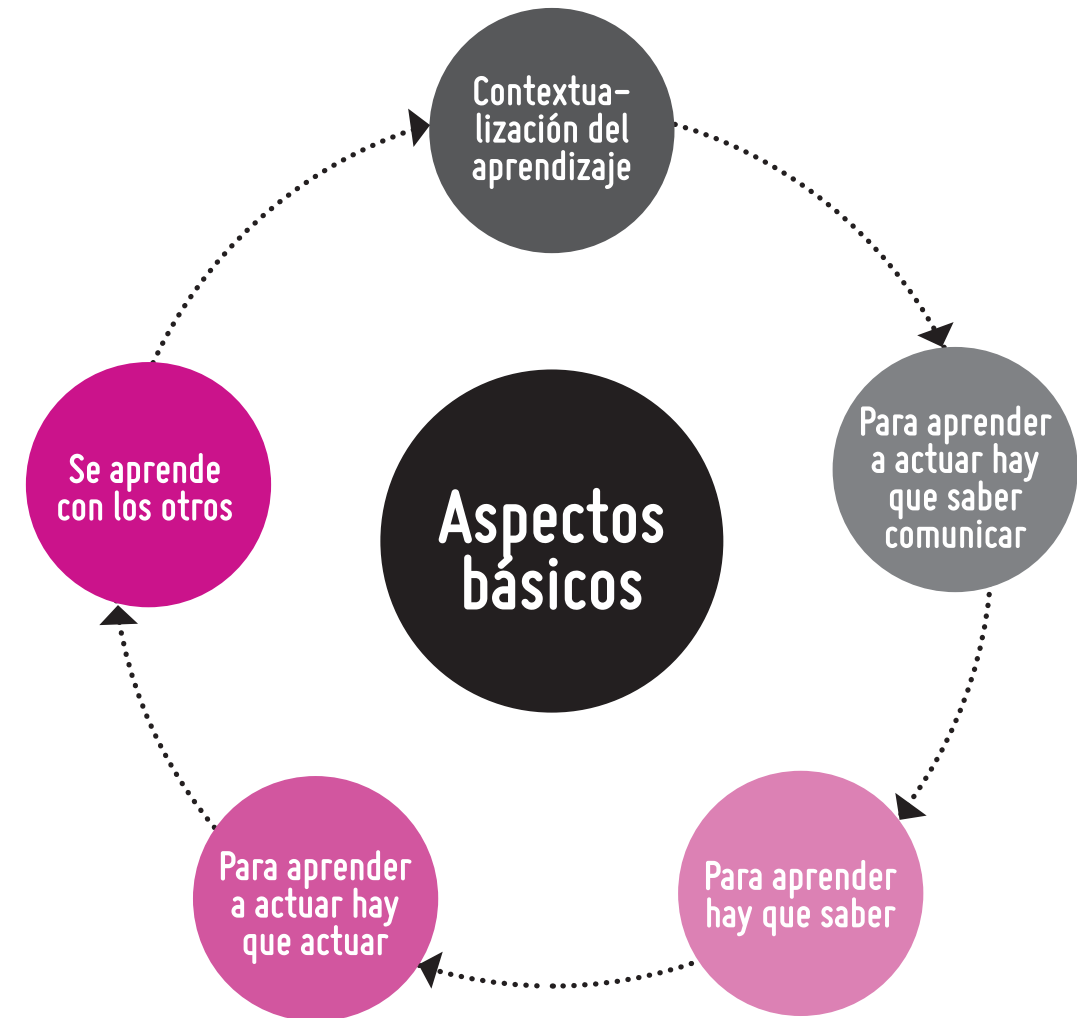 Contextua-
lización del
aprendizaje
Para aprender
a actuar hay
que saber
comunicar
Para aprender
hay que saber
Para aprender
a actuar hay
que actuar
Se aprende
con los otros
Aspectos
básicos